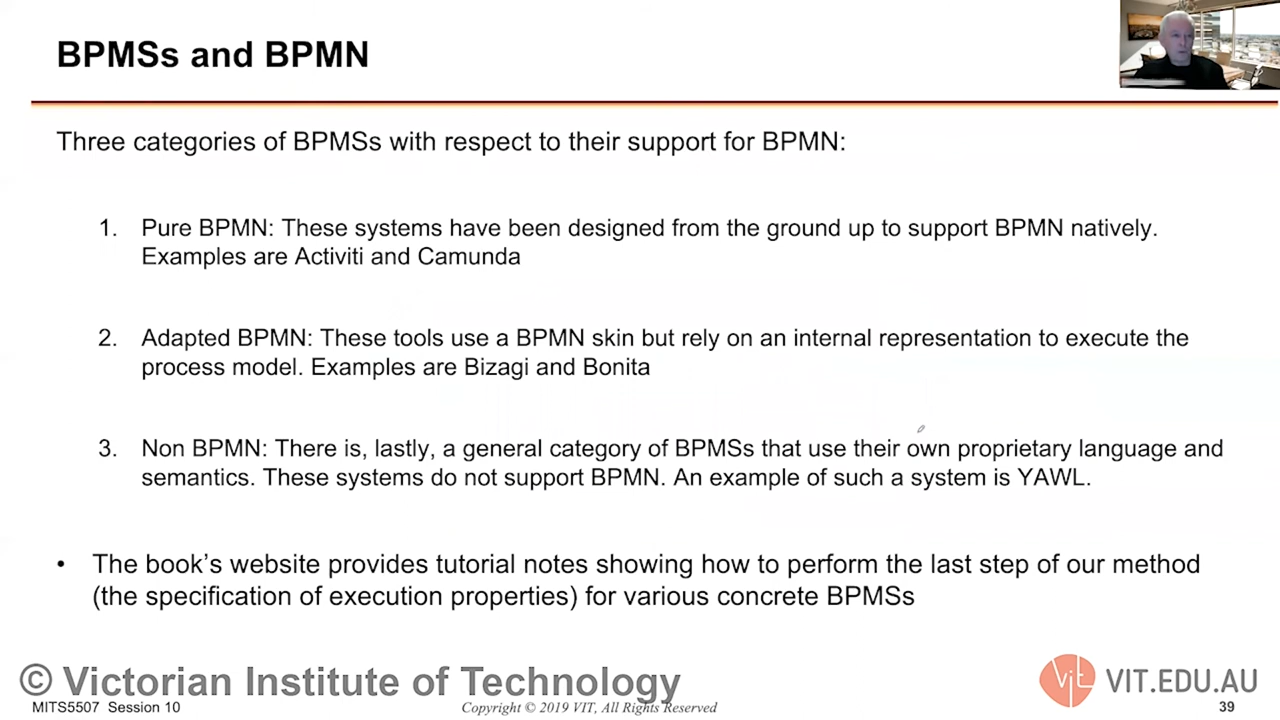 BPMSs and BPMN
Three categories of BPMSs with respect to their support for BPMN:
1. Pure BPMN: These systems have been designed from the ground up to support BPMN natively.
Examples are Activiti and Camunda
2. Adapted BPMN: These tools use a BPMN skin but rely on an internal representation to execute the
process model. Examples are Bizagi and Bonita
3. Non BPMN: There is, lastly, a general category of BPMSs that use their own proprietary language and
semantics. These systems do not support BPMN. An example of such a system is YAWL.
• The book’s website provides tutorial notes showing how to perform the last step of our method
(the specification of execution properties) for various concrete BPMSs
© Victorian Institute of Technology
MITS5507 Session 10
Copyright © 2019 VIT, All Rights Reserved
vit VIT.EDU.AU
39